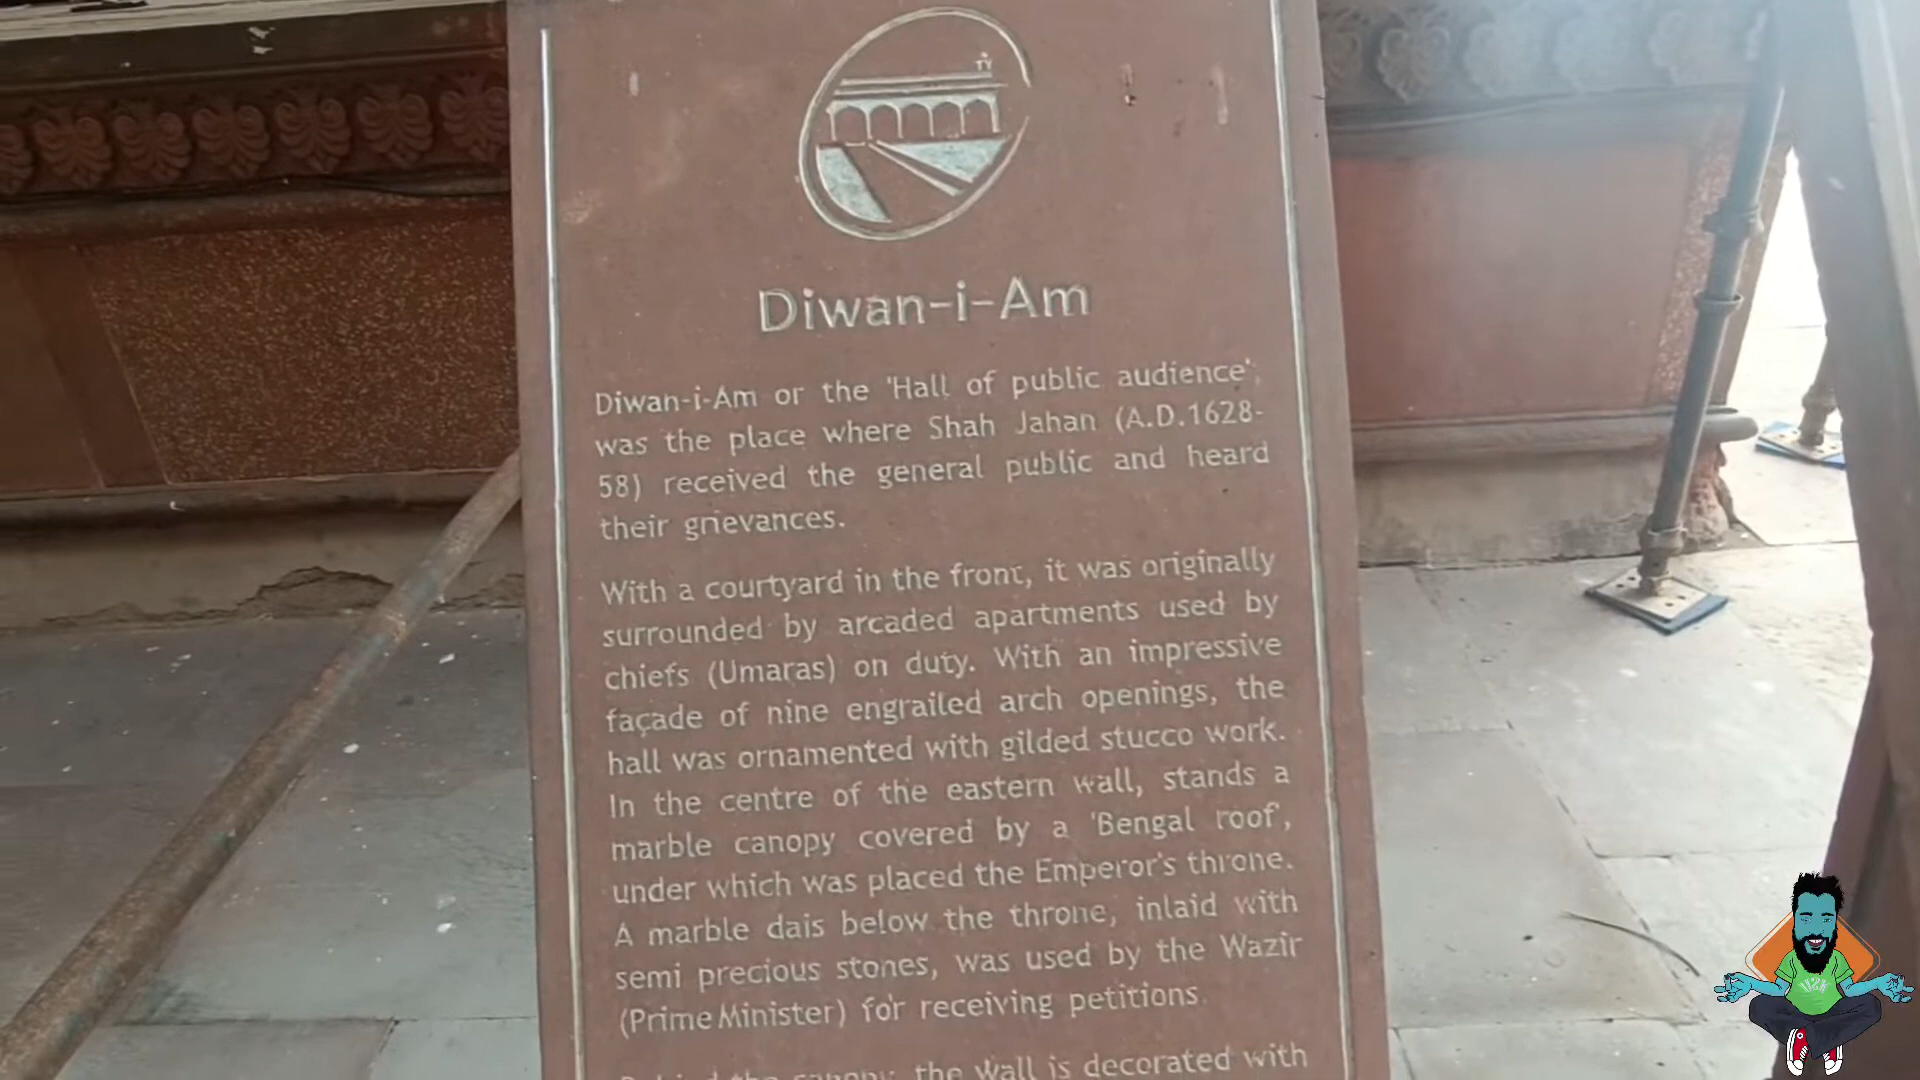 Diwan-i-Am
Diwan-i-Am or the 'Hall of public audience',
was the place where Shah Jahan (A.D.1628-
58) received the general public and heard
their grievances.
With a courtyard in the front, it was originally
surrounded by arcaded apartments used by
chiefs (Umaras) on duty. With an impressive
façade of nine engrailed arch openings, the
hall was ornamented with gilded stucco work.
In the centre of the eastern wall, stands a
marble canopy covered by a 'Bengal roof',
under which was placed the Emperor's throne.
A marble dais below the throne, inlaid with
semi precious stones, was used by the Wazir
(Prime Minister) for receiving petitions.
Behind the canopy, the wall is decorated with